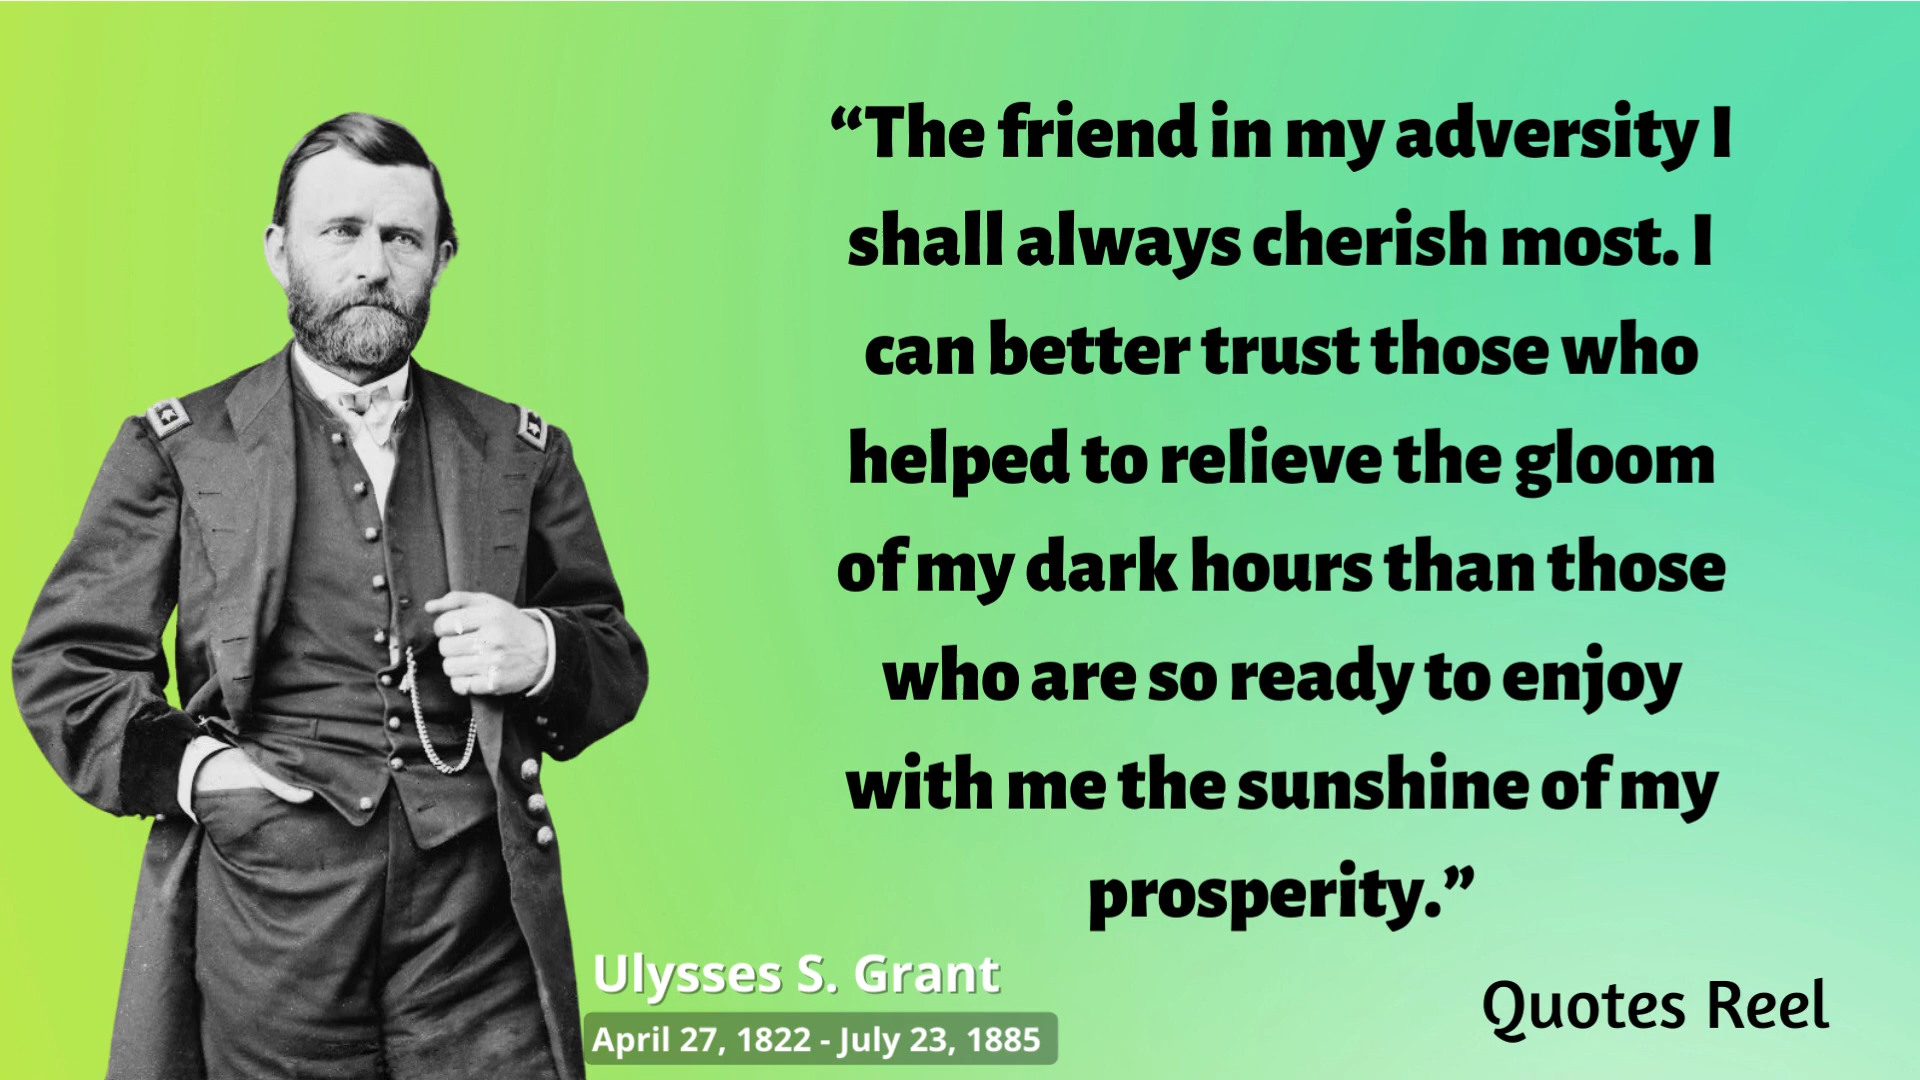 “The friend in my adversity I
shall always cherish most. I
can better trust those who
helped to relieve the gloom
of my dark hours than those
who are so ready to enjoy
with me the sunshine of my
prosperity.”
Ulysses S. Grant
April 27, 1822 - July 23, 1885
Quotes Reel